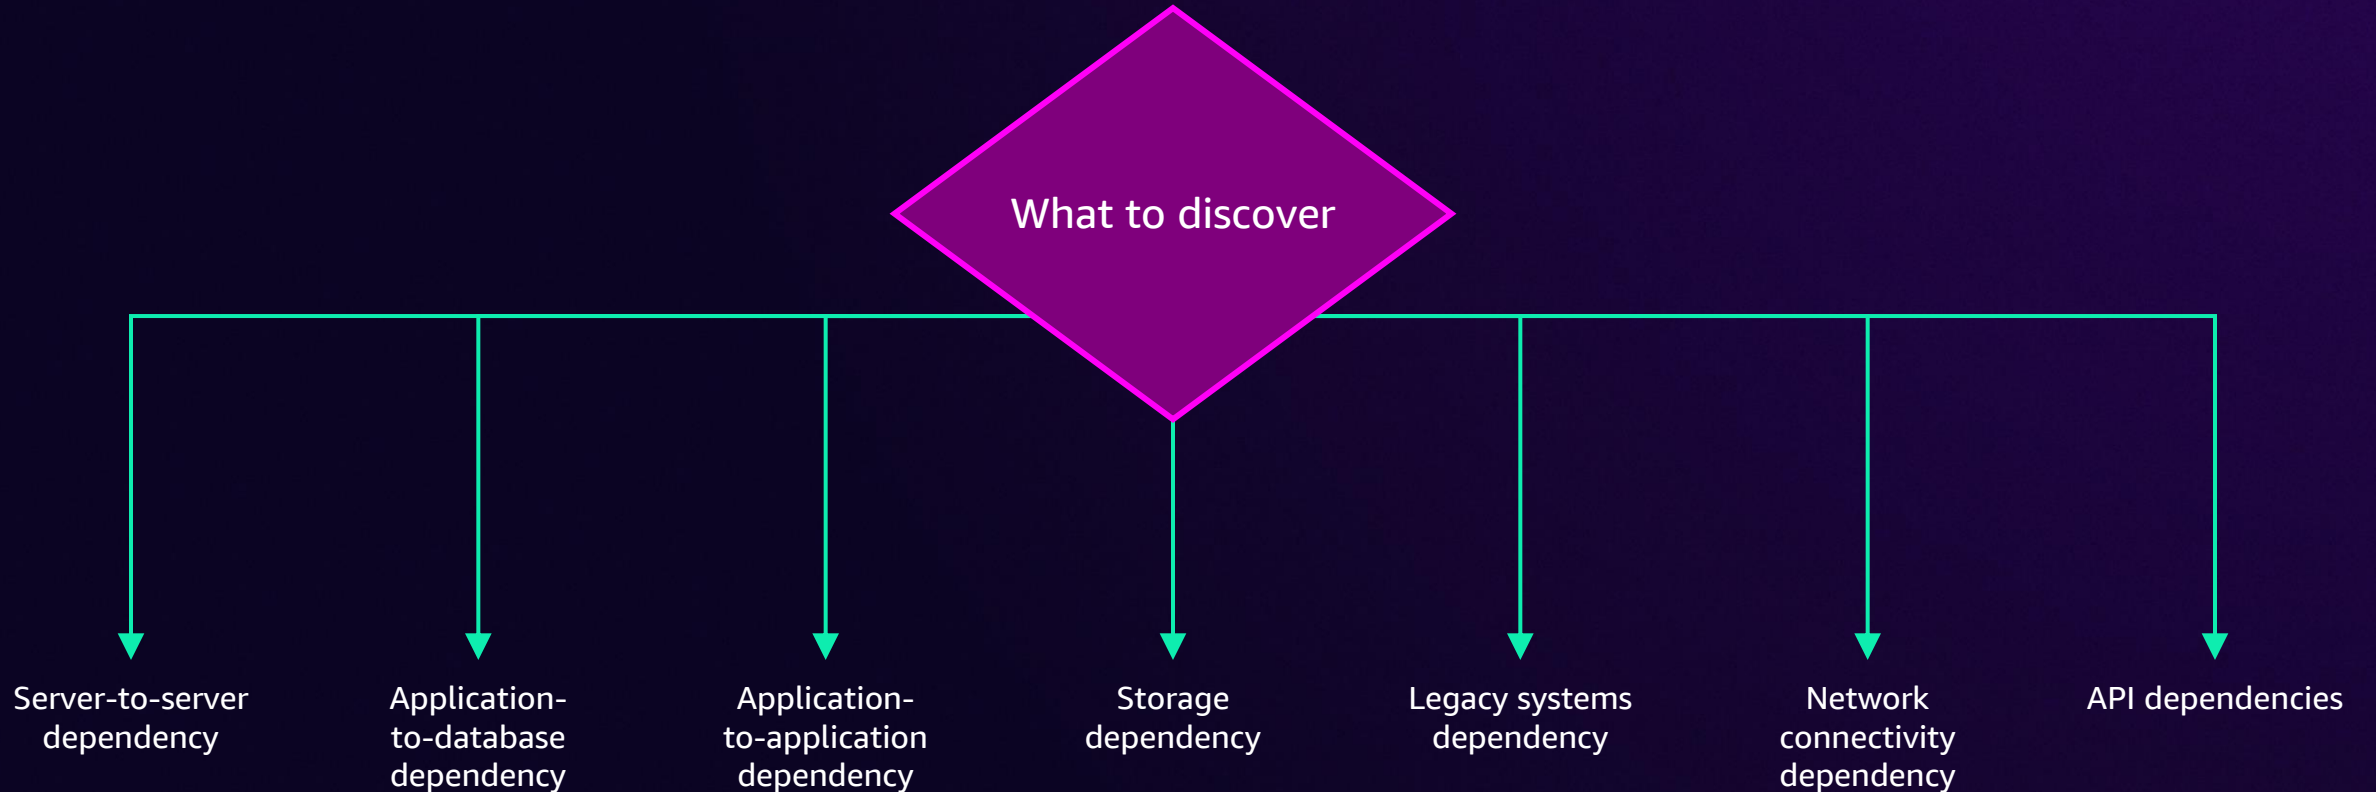 What to discover
Server-to-server
dependency
Application-
to-database
dependency
Application-
to-application
dependency
Storage
dependency
Legacy systems
dependency
Network
connectivity
dependency
API dependencies